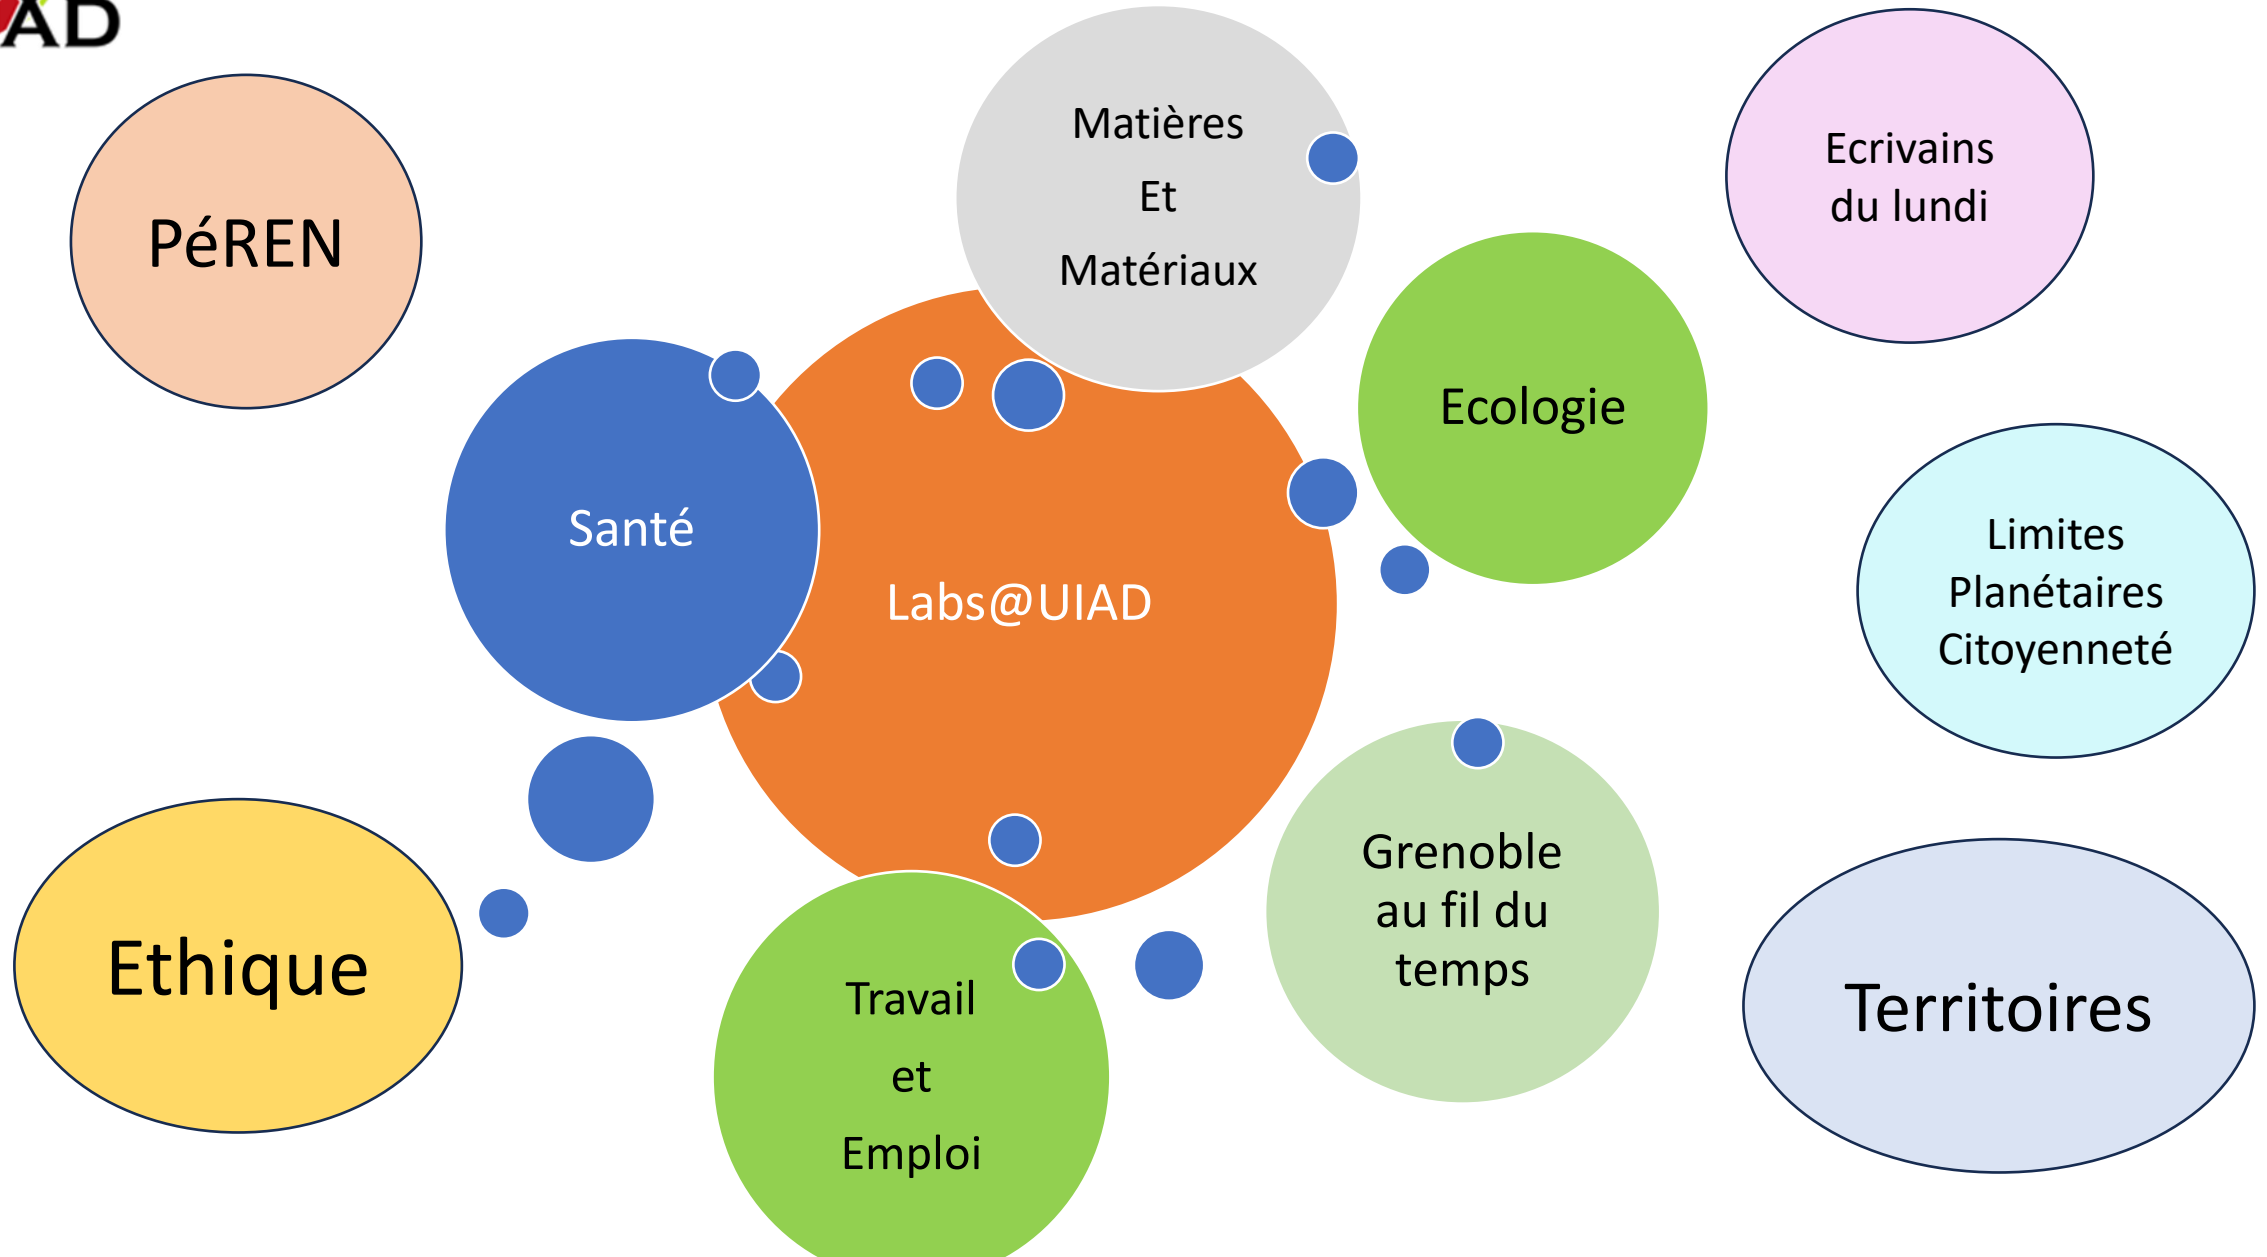 AD
PéREN
Matières
Et
Matériaux
Ecrivains
du lundi
Ecologie
Santé
Labs@UIAD
Limites
Planétaires
Citoyenneté
Grenoble
au fil du
temps
Ethique
Travail
et
Emploi
Territoires